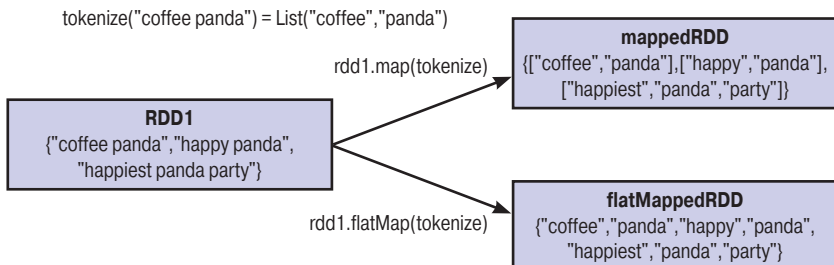 tokenize("coffee panda") = List("coffee","panda")
rdd1.map(tokenize)
mappedRDD
{["coffee","panda"],["happy","panda"],
["happiest","panda","party"]}
RDD1
{"coffee panda","happy panda",
"happiest panda party"}
rdd1.flatMap(tokenize)
flatMappedRDD
{"coffee","panda","happy","panda",
"happiest","panda","party"}